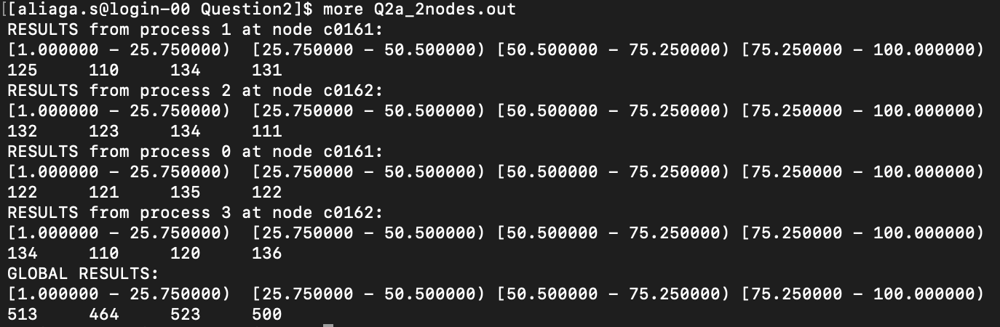 [[aliaga.s@login-00 Question2]$ more Q2a_2nodes.out
RESULTS from process 1 at node c0161:
[1.000000 - 25.750000)  [25.750000 - 50.500000) [50.500000 - 75.250000) [75.250000 - 100.000000)
125     110     134     131
RESULTS from process 2 at node c0162:
[1.000000 - 25.750000)  [25.750000 - 50.500000) [50.500000 - 75.250000) [75.250000 - 100.000000)
132     123     134     111
RESULTS from process 0 at node c0161:
[1.000000 - 25.750000)  [25.750000 - 50.500000) [50.500000 - 75.250000) [75.250000 - 100.000000)
122     121     135     122
RESULTS from process 3 at node c0162:
[1.000000 - 25.750000)  [25.750000 - 50.500000) [50.500000 - 75.250000) [75.250000 - 100.000000)
134     110     120     136
GLOBAL RESULTS:
[1.000000 - 25.750000)  [25.750000 - 50.500000) [50.500000 - 75.250000) [75.250000 - 100.000000)
513     464     523     500